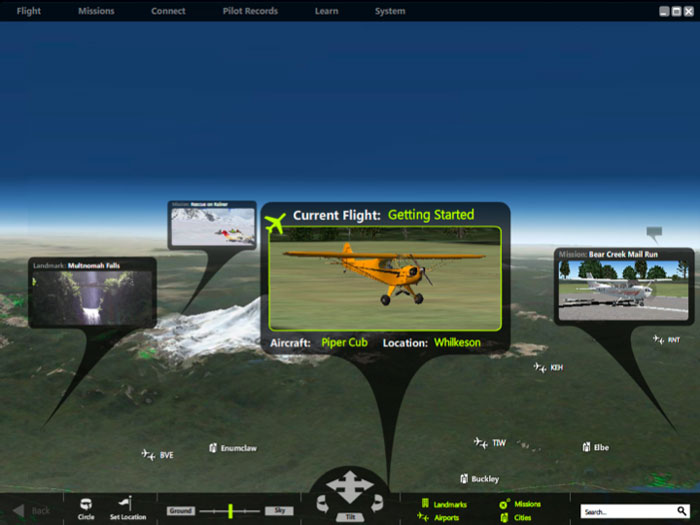 Flight Missions Connect Pilot Records Learn System
Mission: Rescue on Rainer
Current Flight: Getting Started
Landmark: Multnomah Falls
Mission: Bear Creek Mail Run
Aircraft: Piper Cub Location: Whilkeson
RNT
KEH
BVE
Enumclaw
TIW
Elbe
Buckley
Back
Circle
Set Location
Ground
Sky
Tilt
Landmarks
Missions
Airports
Cities
Search...